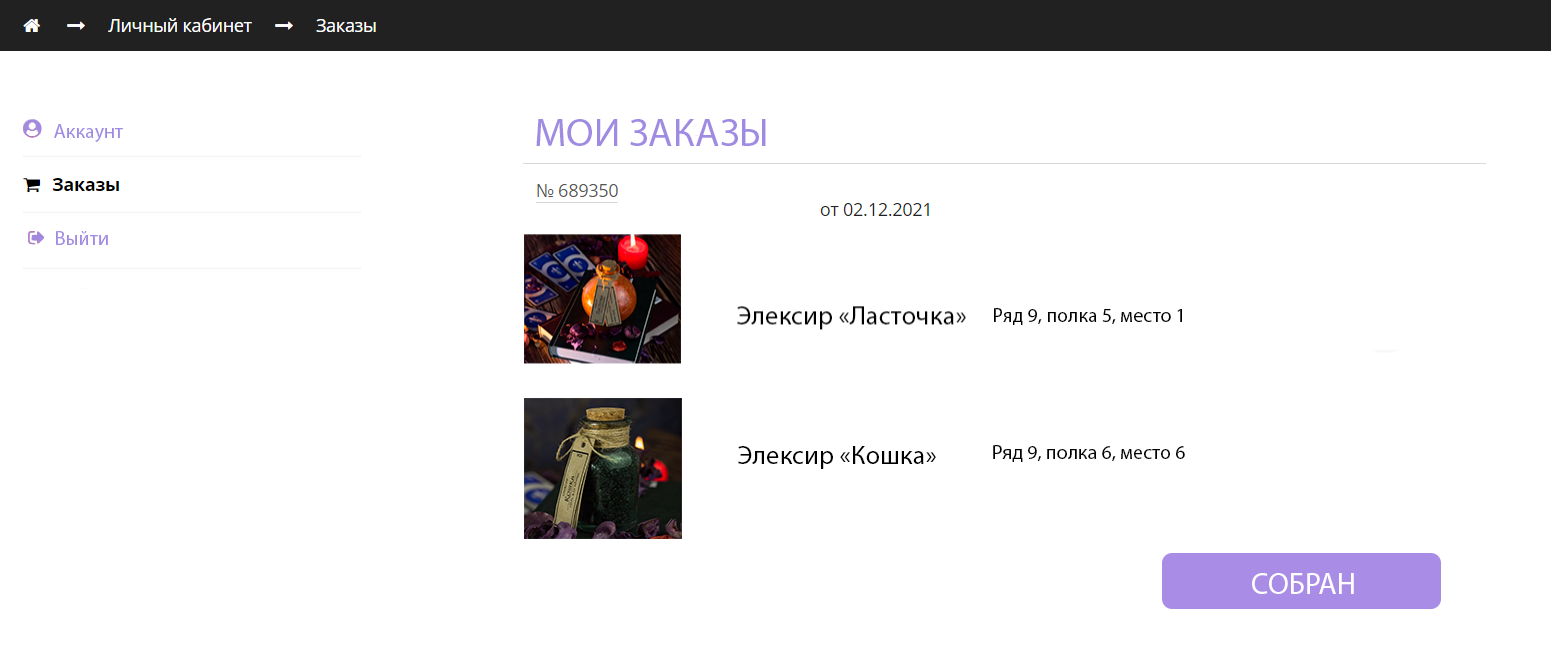 Личный кабинет Заказы
Аккаунт
Заказы
Выйти
МОИ ЗАКАЗЫ
№ 689350
от 02.12.2021
Элексир «Ласточка» Ряд 9, полка 5, место 1
Элексир «Кошка» Ряд 9, полка 6, место 6
СОБРАН